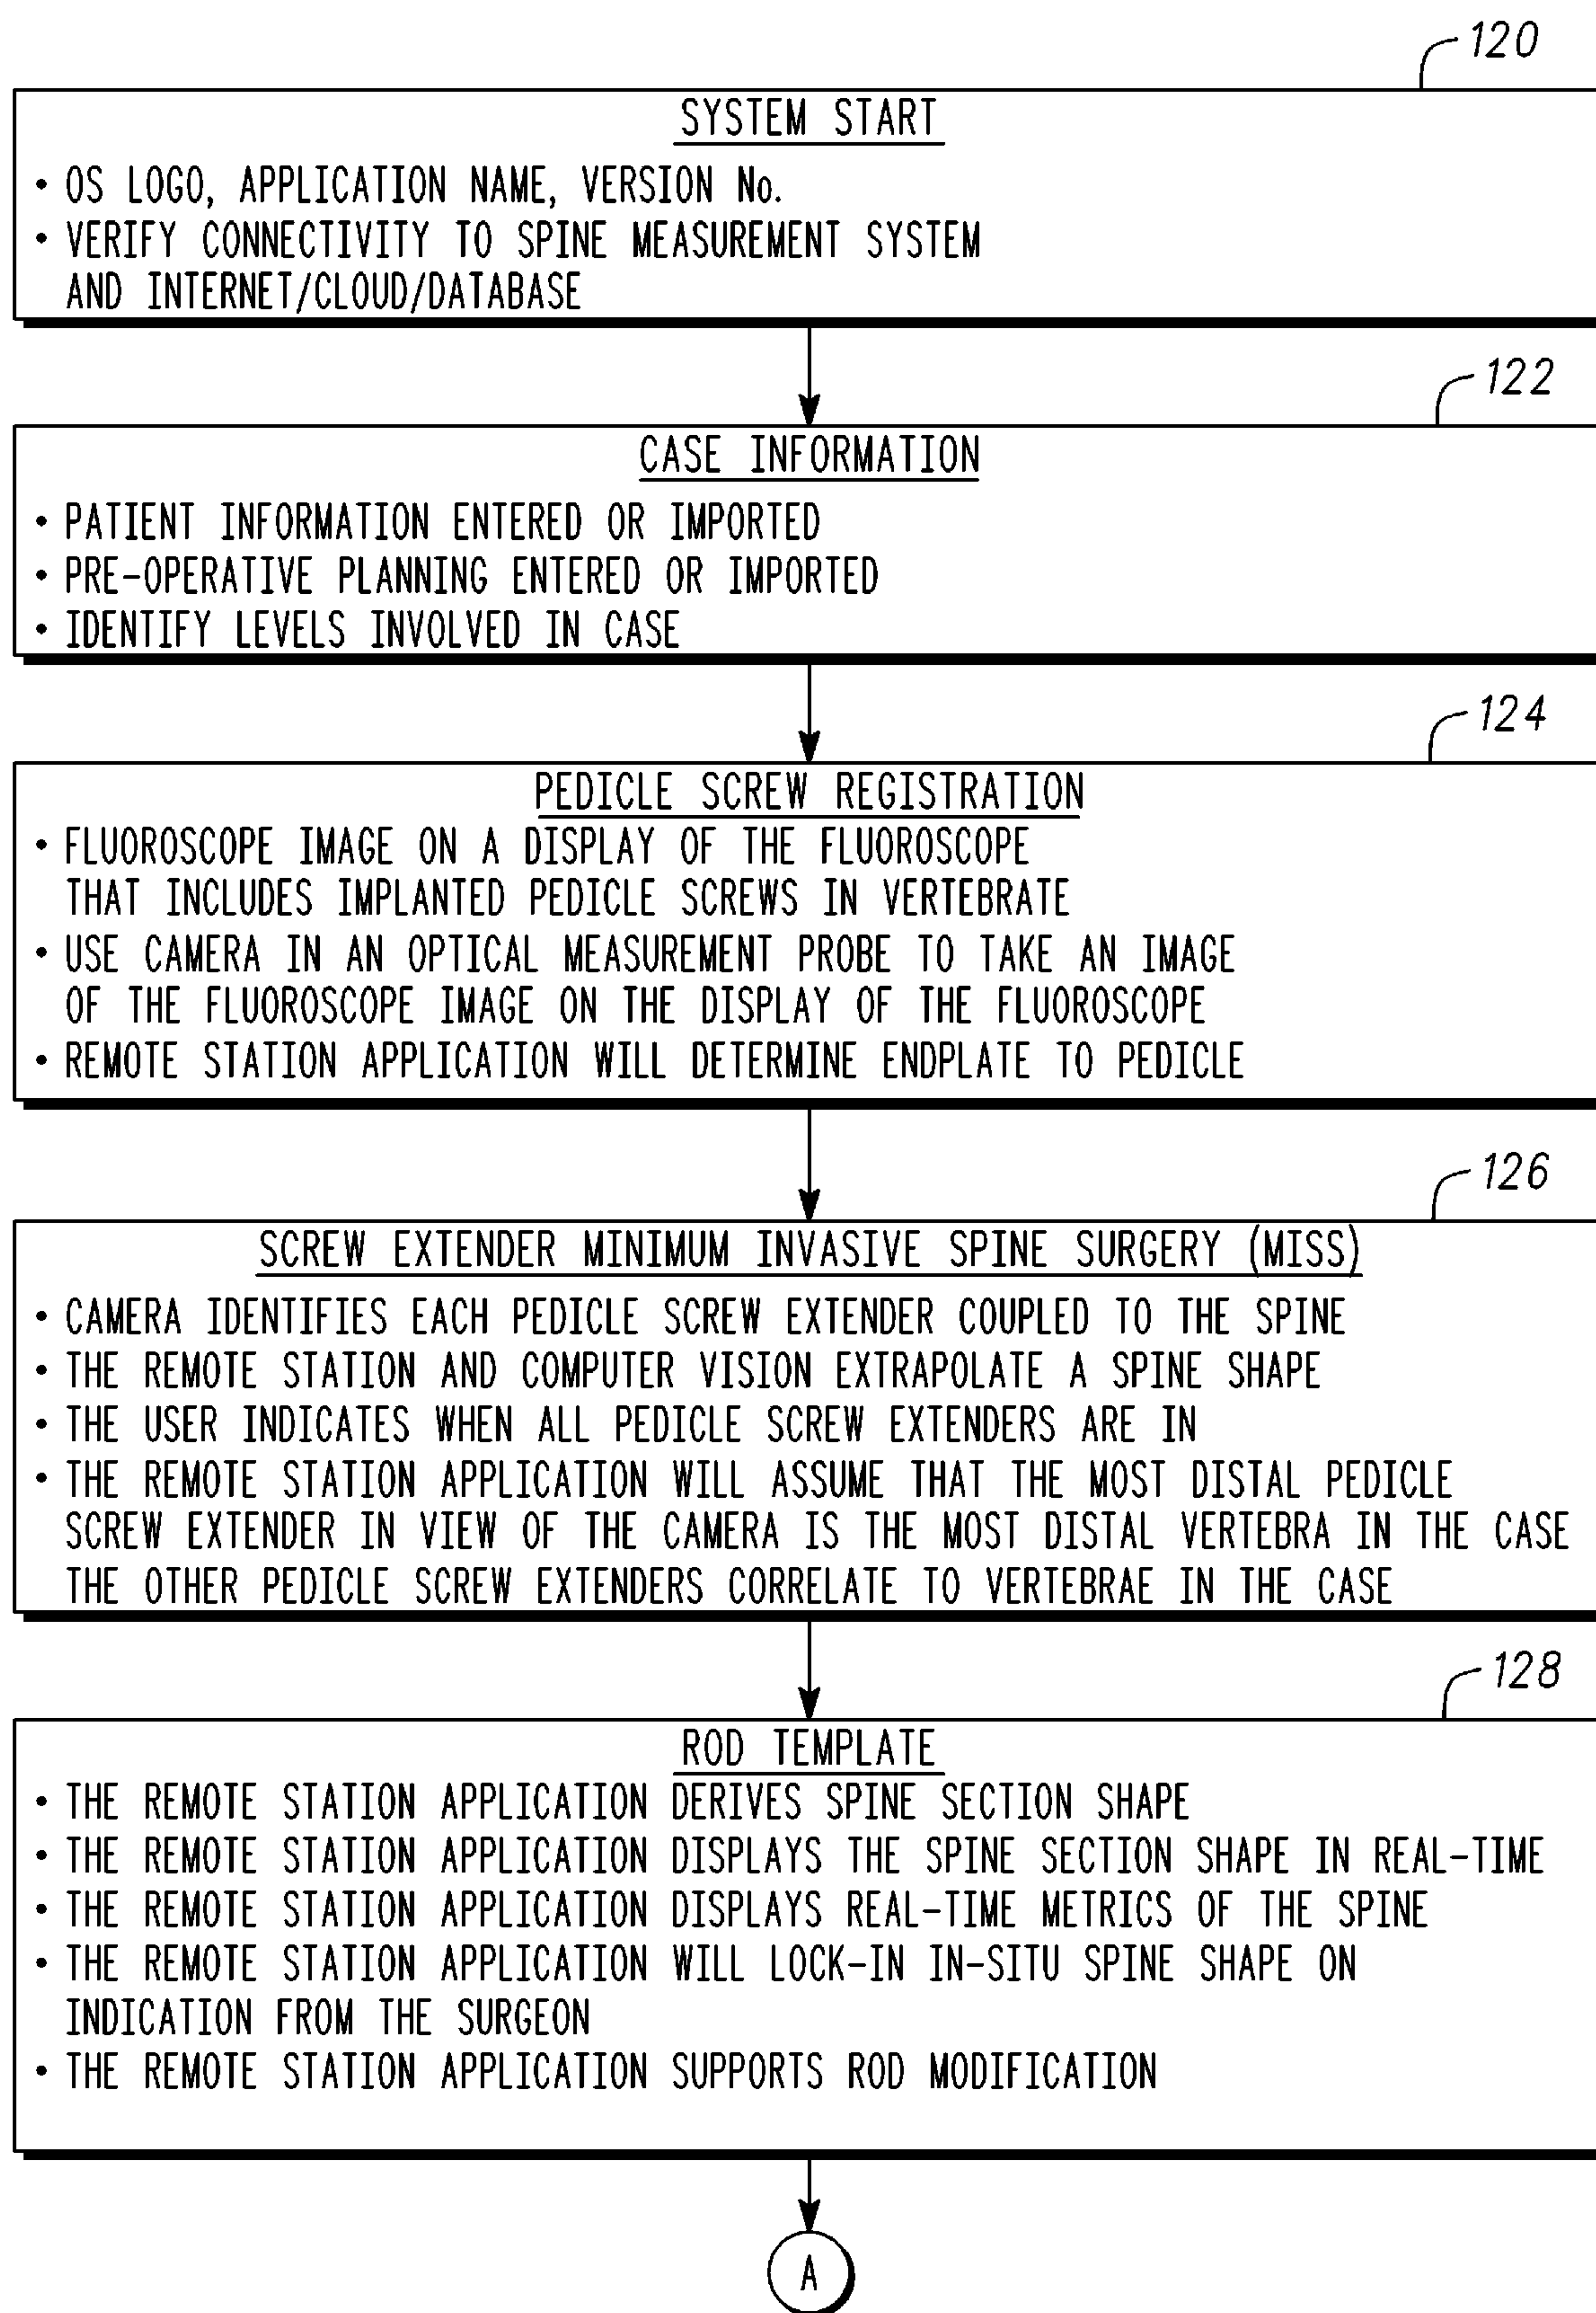 120
SYSTEM START
• OS LOGO, APPLICATION NAME, VERSION No.
• VERIFY CONNECTIVITY TO SPINE MEASUREMENT SYSTEM
AND INTERNET/CLOUD/DATABASE
122
CASE INFORMATION
• PATIENT INFORMATION ENTERED OR IMPORTED
• PRE-OPERATIVE PLANNING ENTERED OR IMPORTED
• IDENTIFY LEVELS INVOLVED IN CASE
124
PEDICLE SCREW REGISTRATION
• FLUOROSCOPE IMAGE ON A DISPLAY OF THE FLUOROSCOPE
THAT INCLUDES IMPLANTED PEDICLE SCREWS IN VERTEBRATE
• USE CAMERA IN AN OPTICAL MEASUREMENT PROBE TO TAKE AN IMAGE
OF THE FLUOROSCOPE IMAGE ON THE DISPLAY OF THE FLUOROSCOPE
• REMOTE STATION APPLICATION WILL DETERMINE ENDPLATE TO PEDICLE
126
SCREW EXTENDER MINIMUM INVASIVE SPINE SURGERY (MISS)
• CAMERA IDENTIFIES EACH PEDICLE SCREW EXTENDER COUPLED TO THE SPINE
• THE REMOTE STATION AND COMPUTER VISION EXTRAPOLATE A SPINE SHAPE
• THE USER INDICATES WHEN ALL PEDICLE SCREW EXTENDERS ARE IN
• THE REMOTE STATION APPLICATION WILL ASSUME THAT THE MOST DISTAL PEDICLE
SCREW EXTENDER IN VIEW OF THE CAMERA IS THE MOST DISTAL VERTEBRA IN THE CASE
THE OTHER PEDICLE SCREW EXTENDERS CORRELATE TO VERTEBRAE IN THE CASE
128
ROD TEMPLATE
• THE REMOTE STATION APPLICATION DERIVES SPINE SECTION SHAPE
• THE REMOTE STATION APPLICATION DISPLAYS THE SPINE SECTION SHAPE IN REAL-TIME
• THE REMOTE STATION APPLICATION DISPLAYS REAL-TIME METRICS OF THE SPINE
• THE REMOTE STATION APPLICATION WILL LOCK-IN IN-SITU SPINE SHAPE ON
INDICATION FROM THE SURGEON
• THE REMOTE STATION APPLICATION SUPPORTS ROD MODIFICATION
A